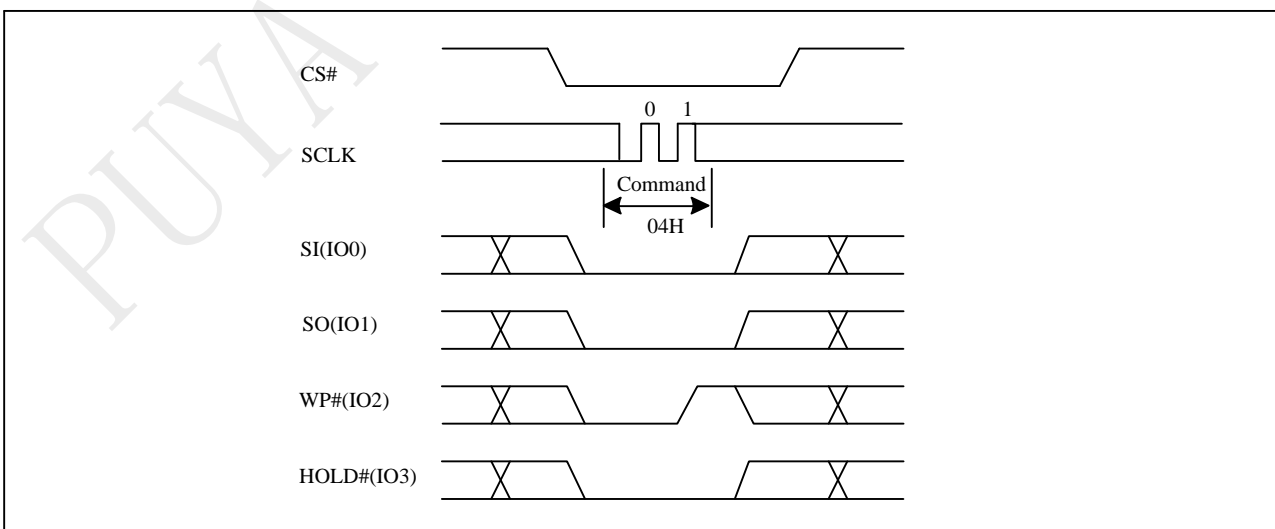 PUYA
CS#
0 1
SCLK
Command
04H
SI(IO0)
SO(IO1)
WP#(IO2)
HOLD#(IO3)